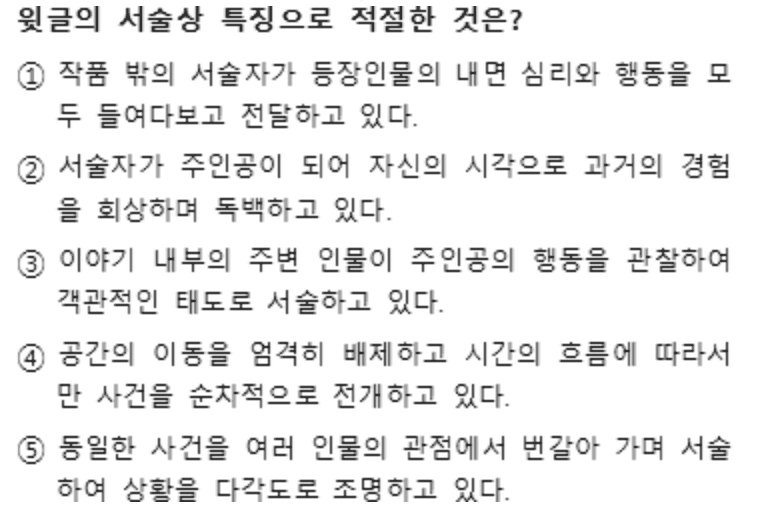 윗글의 서술상 특징으로 적절한 것은?
① 작품 밖의 서술자가 등장인물의 내면 심리와 행동을 모
두 들여다보고 전달하고 있다.
② 서술자가 주인공이 되어 자신의 시각으로 과거의 경험
을 회상하며 독백하고 있다.
③ 이야기 내부의 주변 인물이 주인공의 행동을 관찰하여
객관적인 태도로 서술하고 있다.
④ 공간의 이동을 엄격히 배제하고 시간의 흐름에 따라서
만 사건을 순차적으로 전개하고 있다.
⑤ 동일한 사건을 여러 인물의 관점에서 번갈아 가며 서술
하여 상황을 다각도로 조명하고 있다.